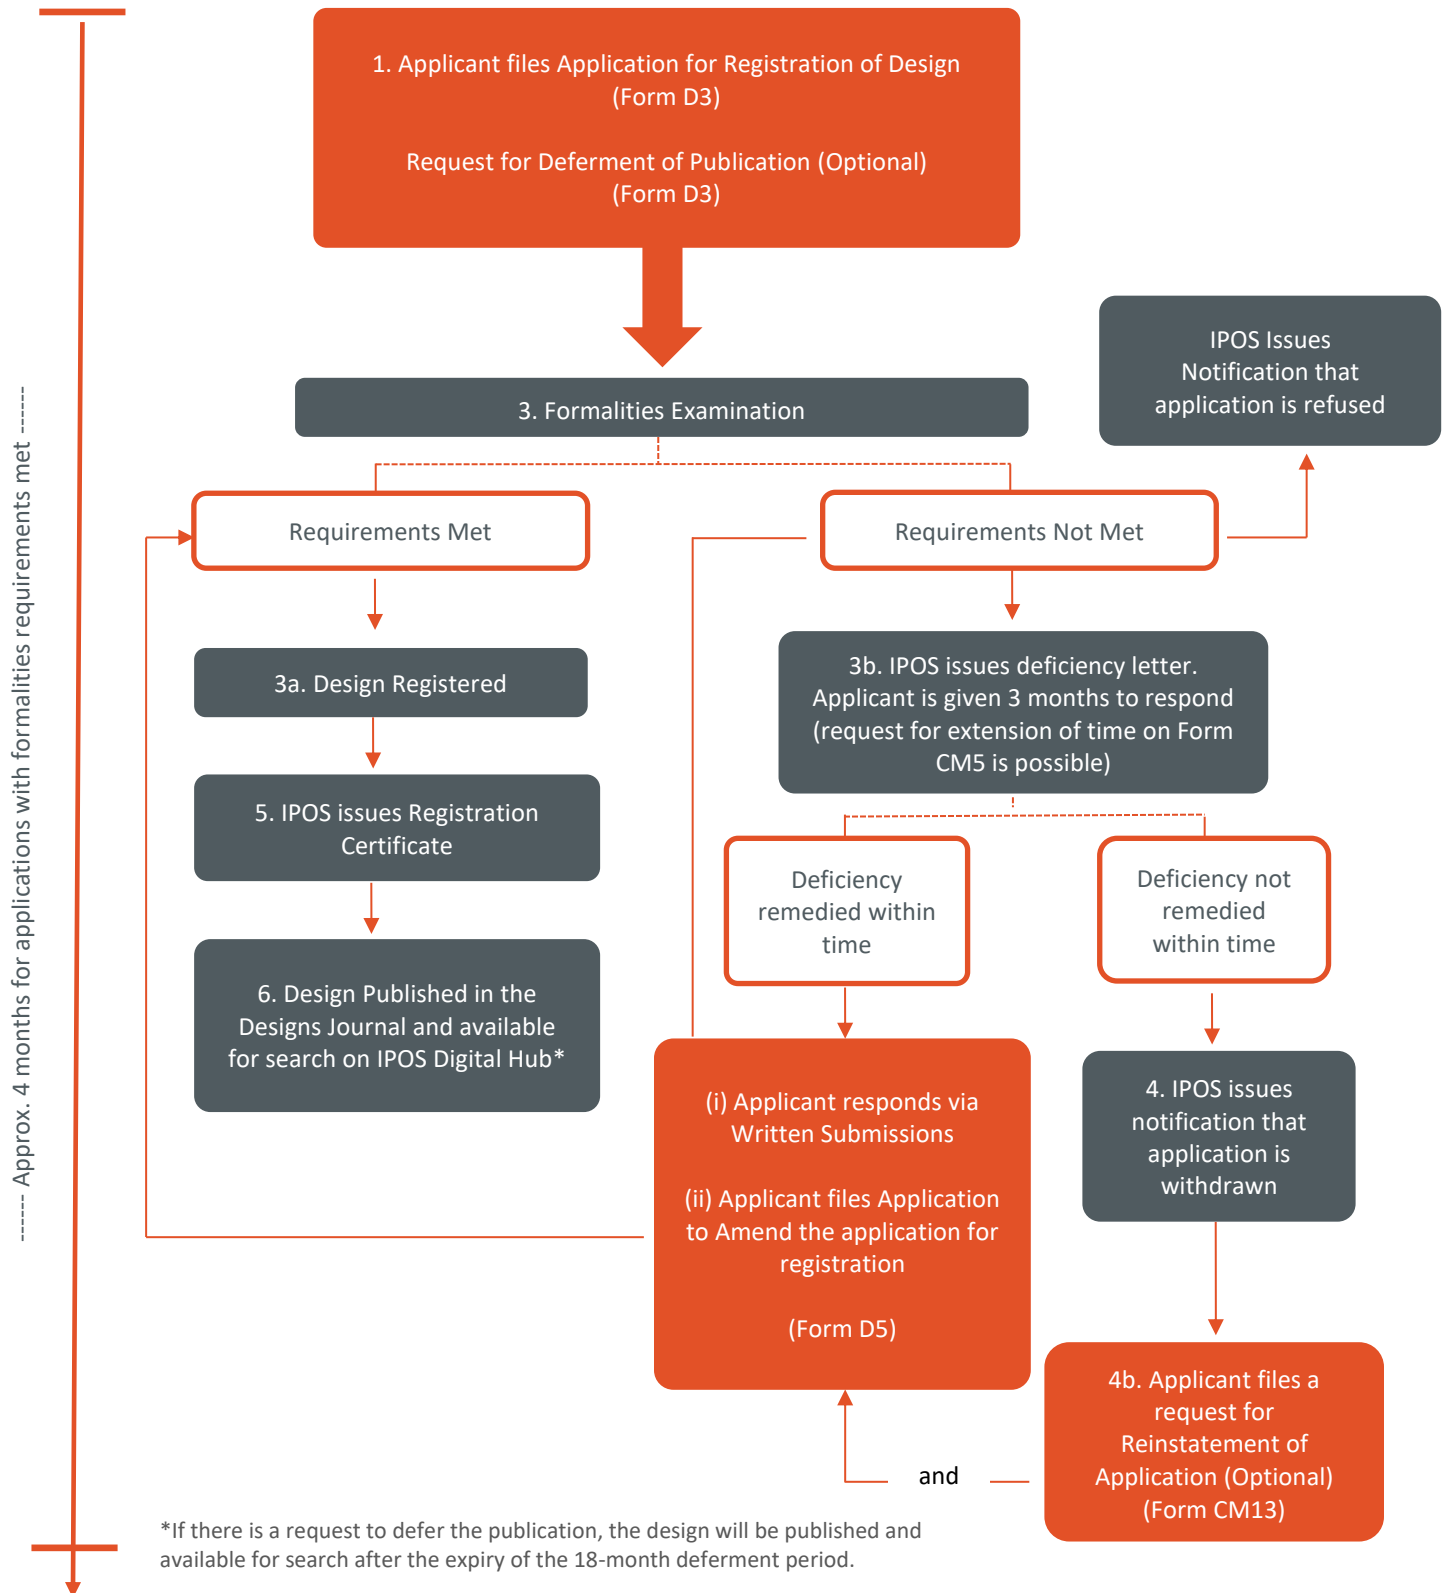 1. Applicant files Application for Registration of Design
(Form D3)
Request for Deferment of Publication (Optional)
(Form D3)
IPOS Issues
Notification that
application is refused
3. Formalities Examination
Requirements Met
Requirements Not Met
3a. Design Registered
3b. IPOS issues deficiency letter.
Applicant is given 3 months to respond
(request for extension of time on Form
CM5 is possible)
5. IPOS issues Registration
Certificate
Deficiency
remedied within
time
Deficiency not
remedied
within time
6. Design Published in the
Designs Journal and available
for search on IPOS Digital Hub*
(i) Applicant responds via
Written Submissions
(ii) Applicant files Application
to Amend the application for
registration
(Form D5)
4. IPOS issues
notification that
application is
withdrawn
4b. Applicant files a
request for
Reinstatement of
Application (Optional)
(Form CM13)
and
*If there is a request to defer the publication, the design will be published and
available for search after the expiry of the 18-month deferment period.
------ Approx. 4 months for applications with formalities requirements met ------